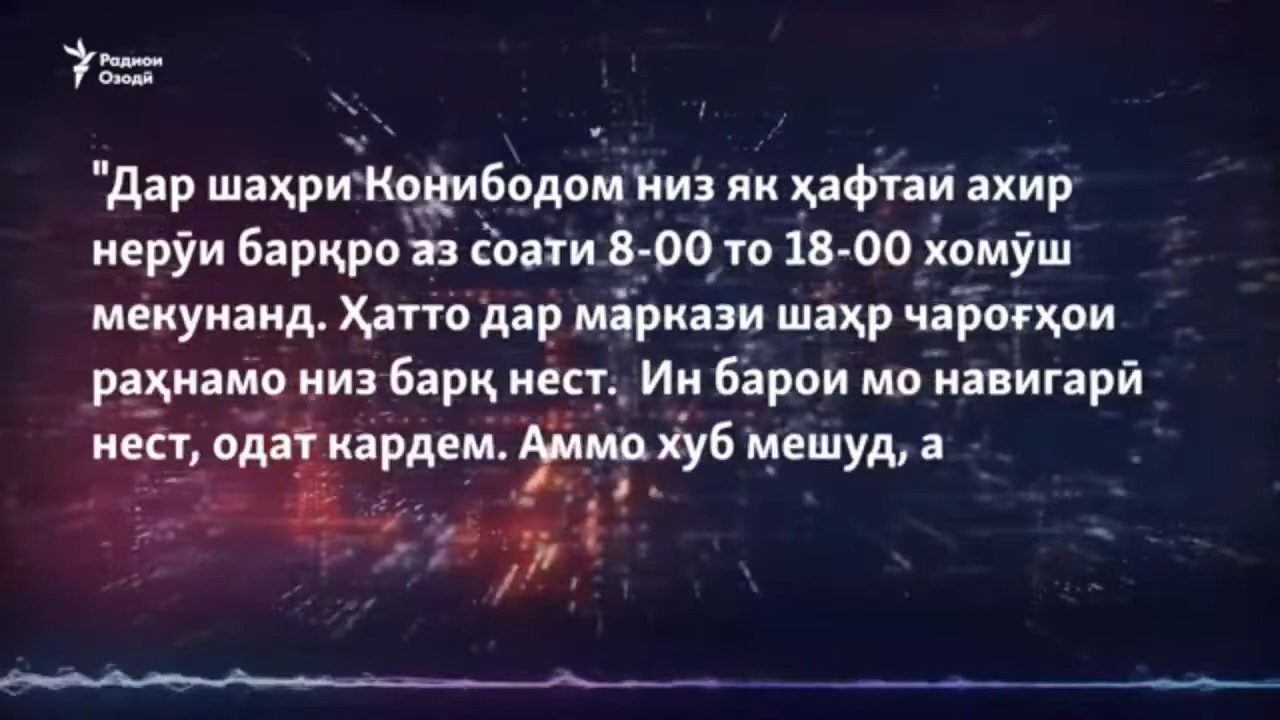 Радиои
Озодӣ
"Дар шаҳри Конибодом низ як ҳафтаи ахир
нерӯи барқро аз соати 8-00 то 18-00 хомӯш
мекунанд. Ҳатто дар маркази шаҳр чароғҳои
раҳнамо низ барқ нест.  Ин барои мо навигарӣ
нест, одат кардем. Аммо хуб мешуд, а